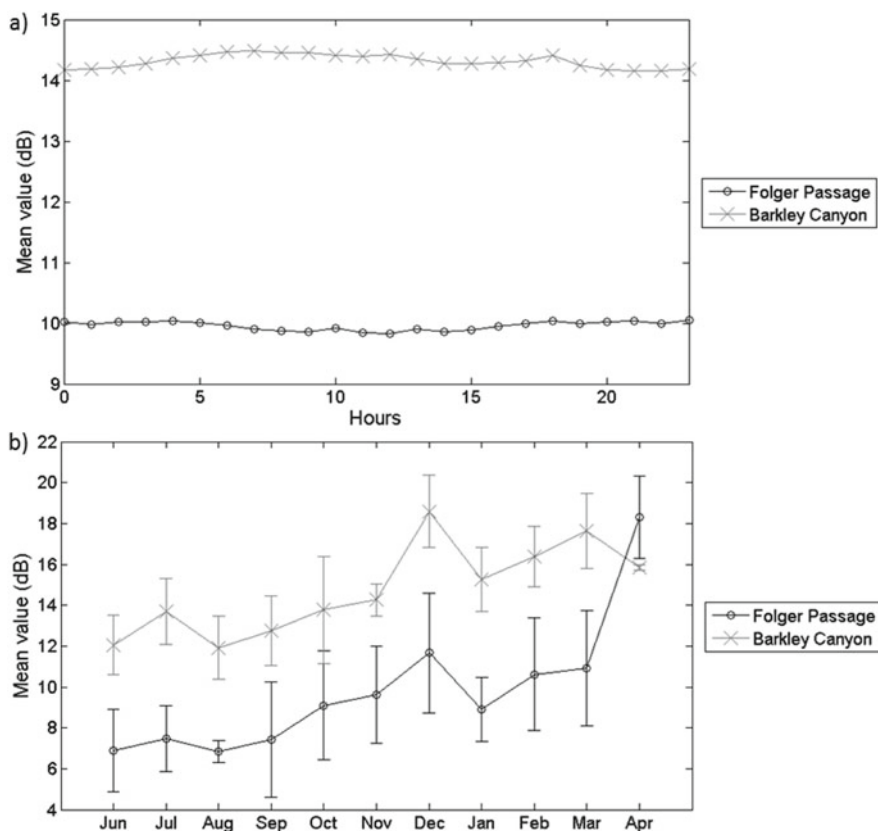 a)
15
14
13
12
11
10
9
Mean value (dB)
0 5 10 15 20
Hours
Folger Passage
Barkley Canyon
b)
22
20
18
16
14
12
10
8
6
4
Mean value (dB)
Jun Jul Aug Sep Oct Nov Dec Jan Feb Mar Apr
Folger Passage
Barkley Canyon